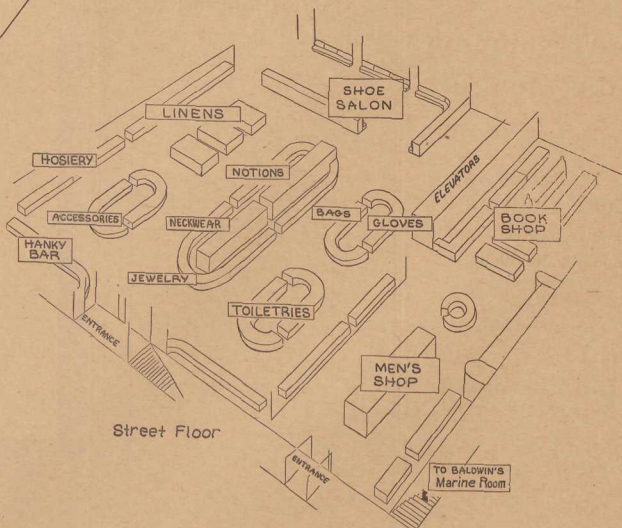 SHOE
SALON
LINENS
HOSIERY
NOTIONS
ELEVATORS
ACCESSORIES
NECKWEAR
BAGS
GLOVES
BOOK
SHOP
HANKY
BAR
JEWELRY
TOILETRIES
ENTRANCE
MEN'S
SHOP
Street Floor
ENTRANCE
TO BALDWIN'S
Marine Room